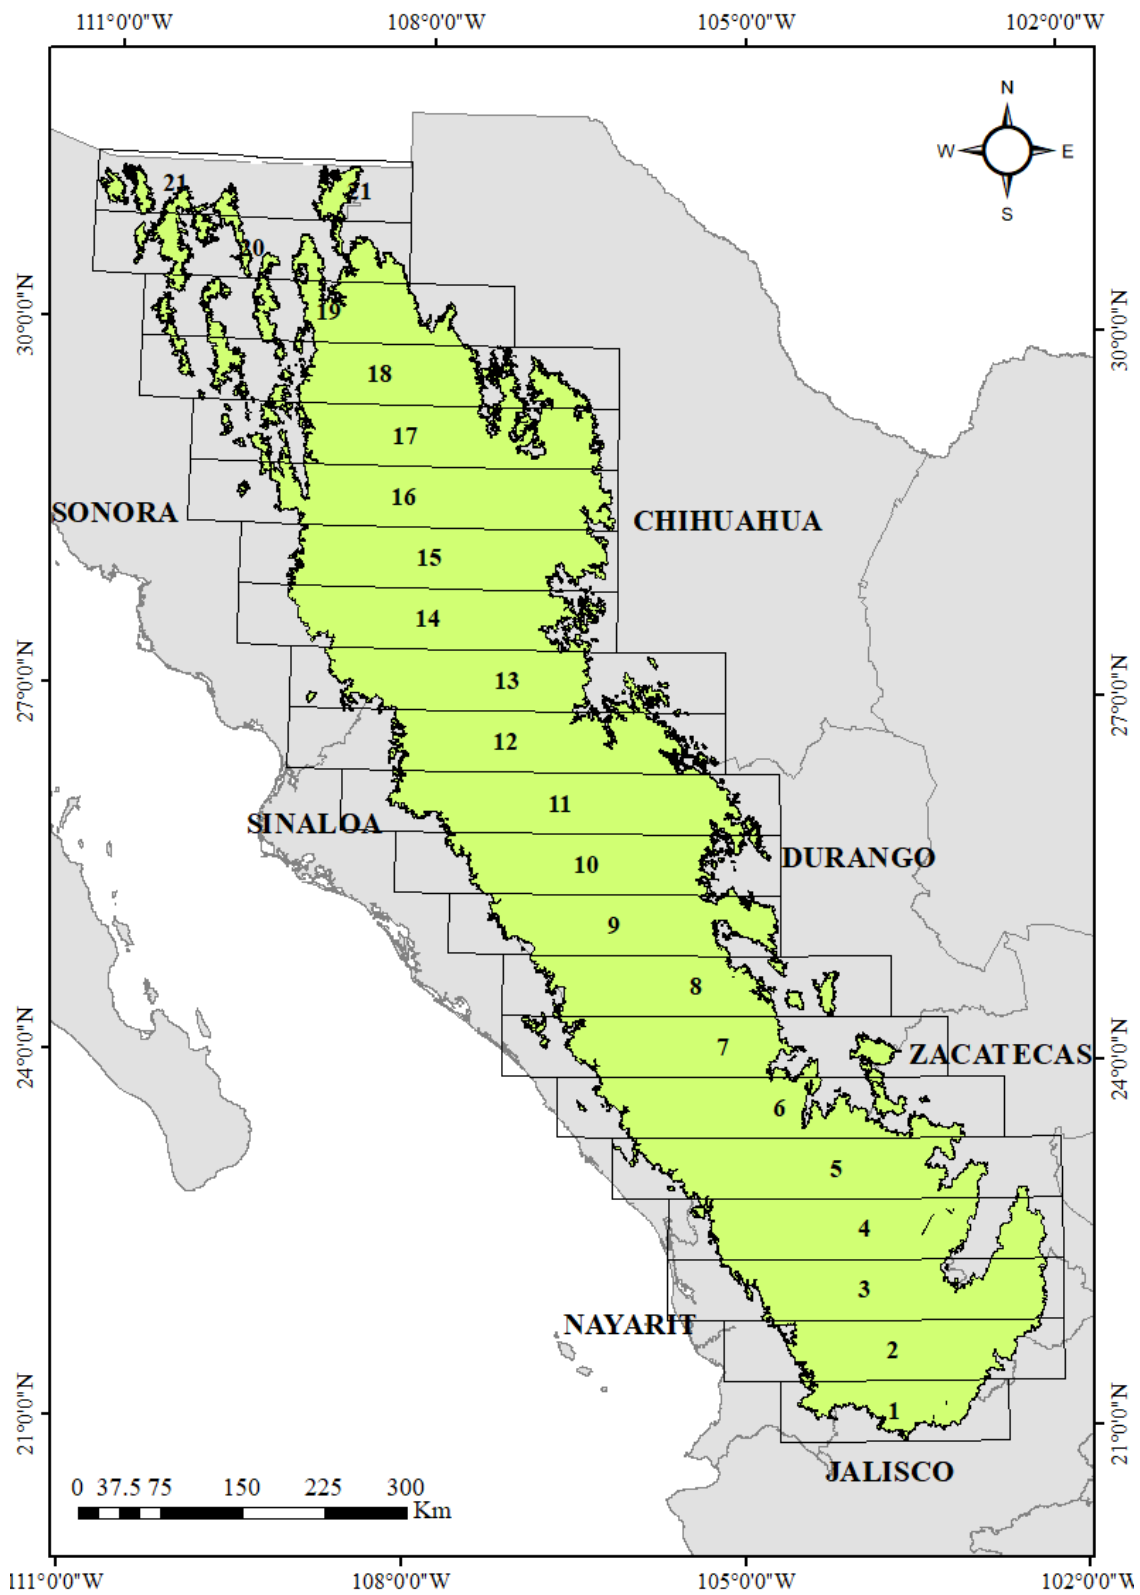 111°0'0"W 108°0'0"W 105°0'0"W 102°0'0"W
N
W E
S
21 21
20
30°0'0"N 19 30°0'0"N
18
17
16
SONORA CHIHUAHUA
15
14
27°0'0"N 13 27°0'0"N
12
11
SINALOA
10 DURANGO
9
8
24°0'0"N 7 ZACATECAS 24°0'0"N
6
5
4
3
NAYARIT
2
21°0'0"N 1 21°0'0"N
JALISCO
0 37.5 75 150 225 300
Km
111°0'0"W 108°0'0"W 105°0'0"W 102°0'0"W